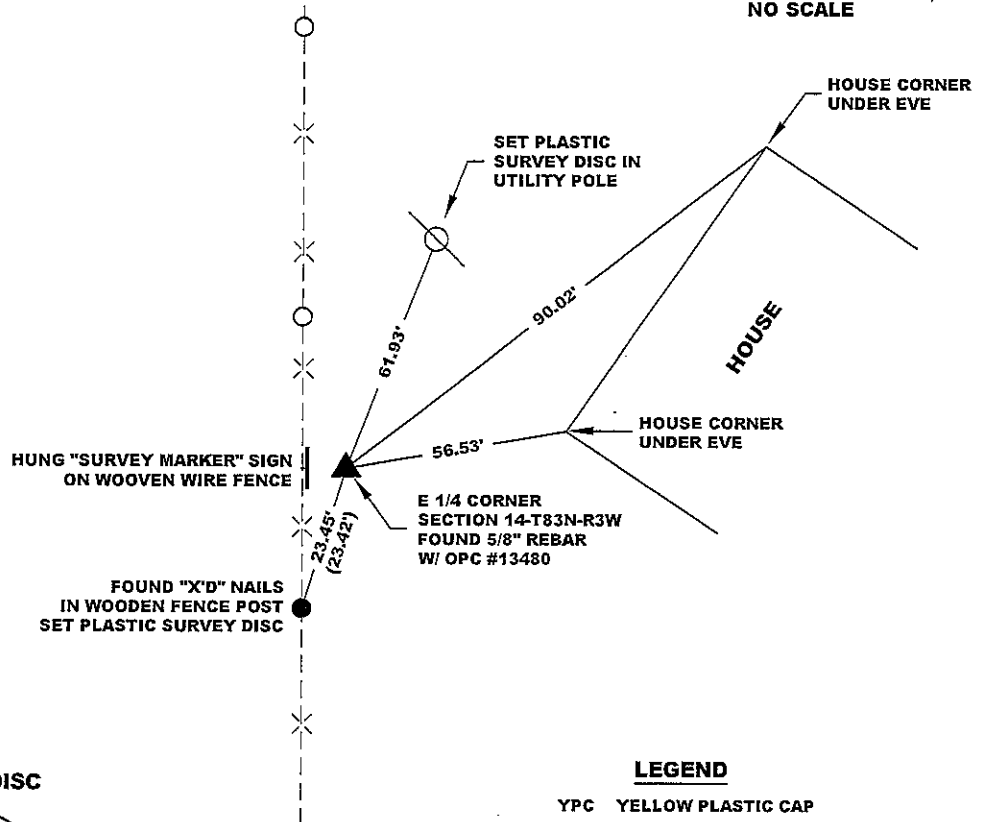 NO SCALE
HOUSE CORNER
UNDER EVE
SET PLASTIC
SURVEY DISC IN
UTILITY POLE
90.02'
61.93'
HOUSE
HOUSE CORNER
UNDER EVE
56.53'
HUNG "SURVEY MARKER" SIGN
ON WOOVEN WIRE FENCE
E 1/4 CORNER
SECTION 14-T83N-R3W
FOUND 5/8" REBAR
W/ OPC #13480
23.45'
(23.42')
FOUND "X'D" NAILS
IN WOODEN FENCE POST
SET PLASTIC SURVEY DISC
DISC
LEGEND
YPC YELLOW PLASTIC CAP